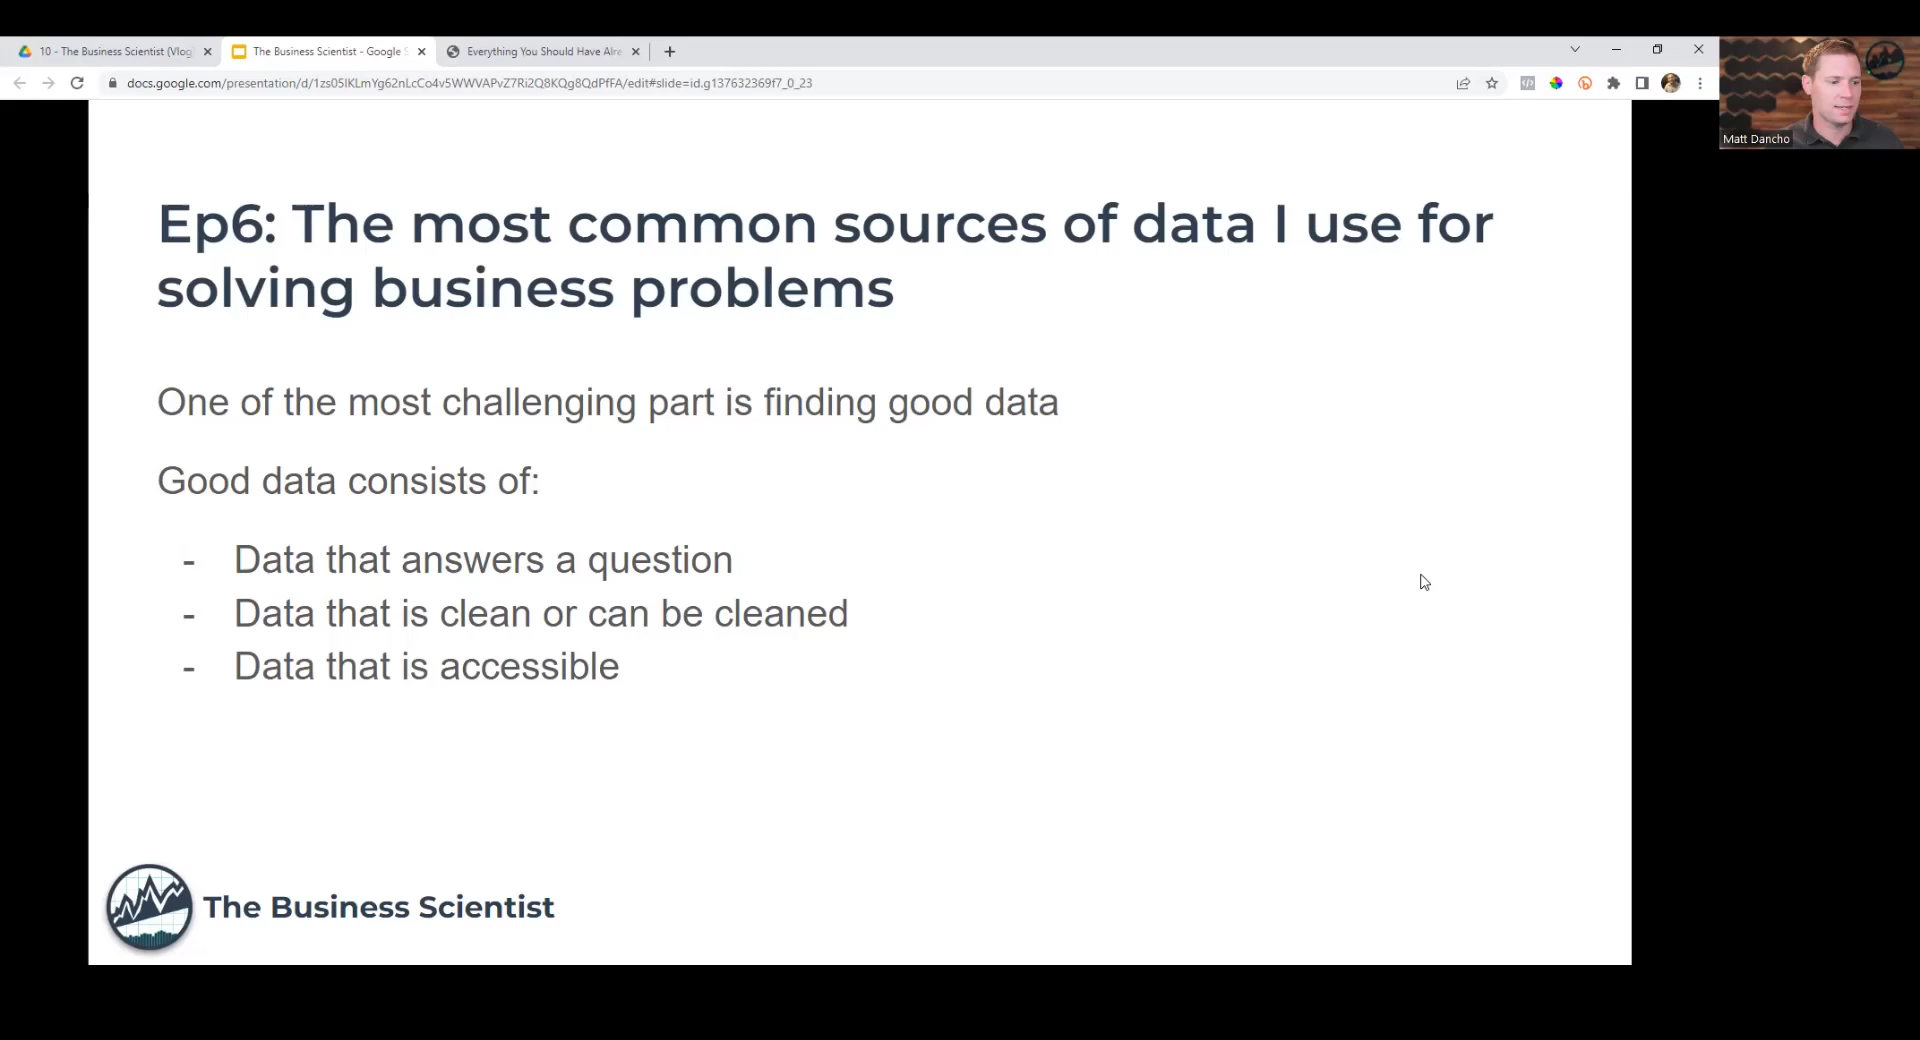 10 - The Business Scientist (Vlog
The Business Scientist - Google S
Everything You Should Have Alre
docs.google.com/presentation/d/1zs05IKLmYg62nLcCo4v5WWVAPvZ7Ri2Q8KQg8QdPfFA/edit#slide=id.g137632369f7_0_23
Matt Dancho
Ep6: The most common sources of data I use for
solving business problems
One of the most challenging part is finding good data
Good data consists of:
- Data that answers a question
- Data that is clean or can be cleaned
- Data that is accessible
The Business Scientist